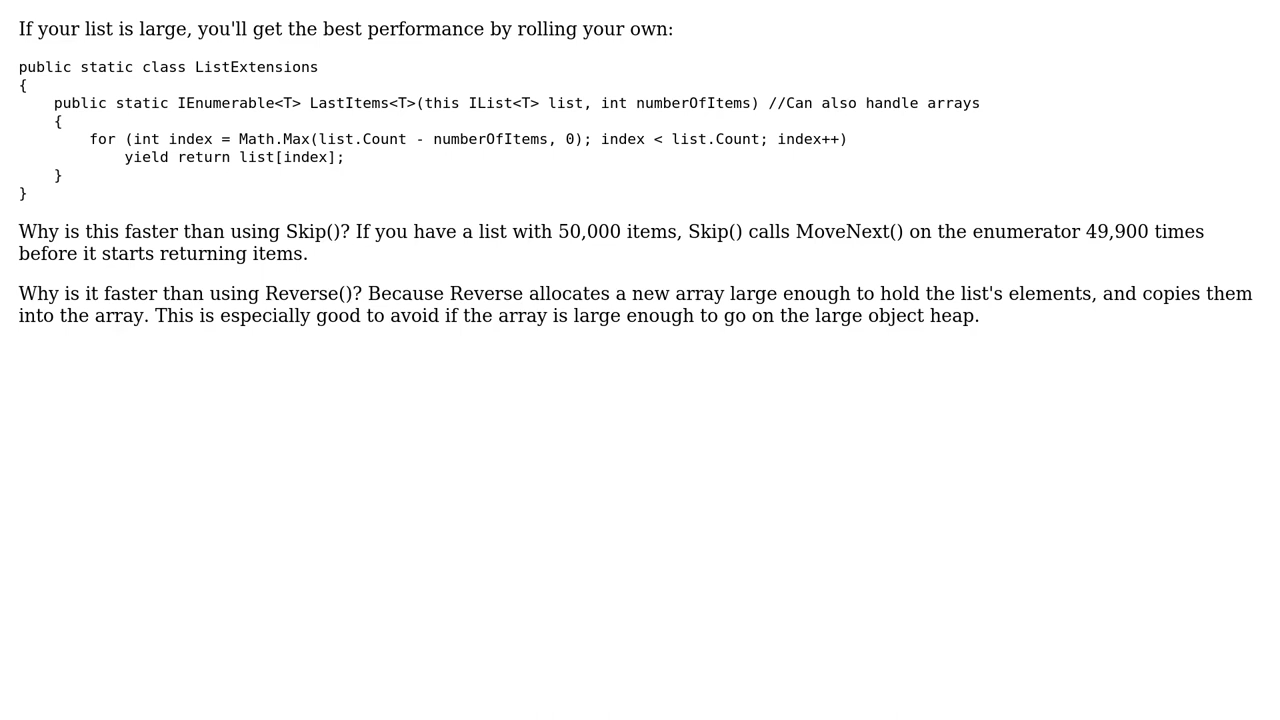 If your list is large, you'll get the best performance by rolling your own:
public static class ListExtensions
{
    public static IEnumerable<T> LastItems<T>(this IList<T> list, int numberOfItems) //Can also handle arrays
    {
        for (int index = Math.Max(list.Count - numberOfItems, 0); index < list.Count; index++)
            yield return list[index];
    }
}
Why is this faster than using Skip()? If you have a list with 50,000 items, Skip() calls MoveNext() on the enumerator 49,900 times
before it starts returning items.
Why is it faster than using Reverse()? Because Reverse allocates a new array large enough to hold the list's elements, and copies them
into the array. This is especially good to avoid if the array is large enough to go on the large object heap.